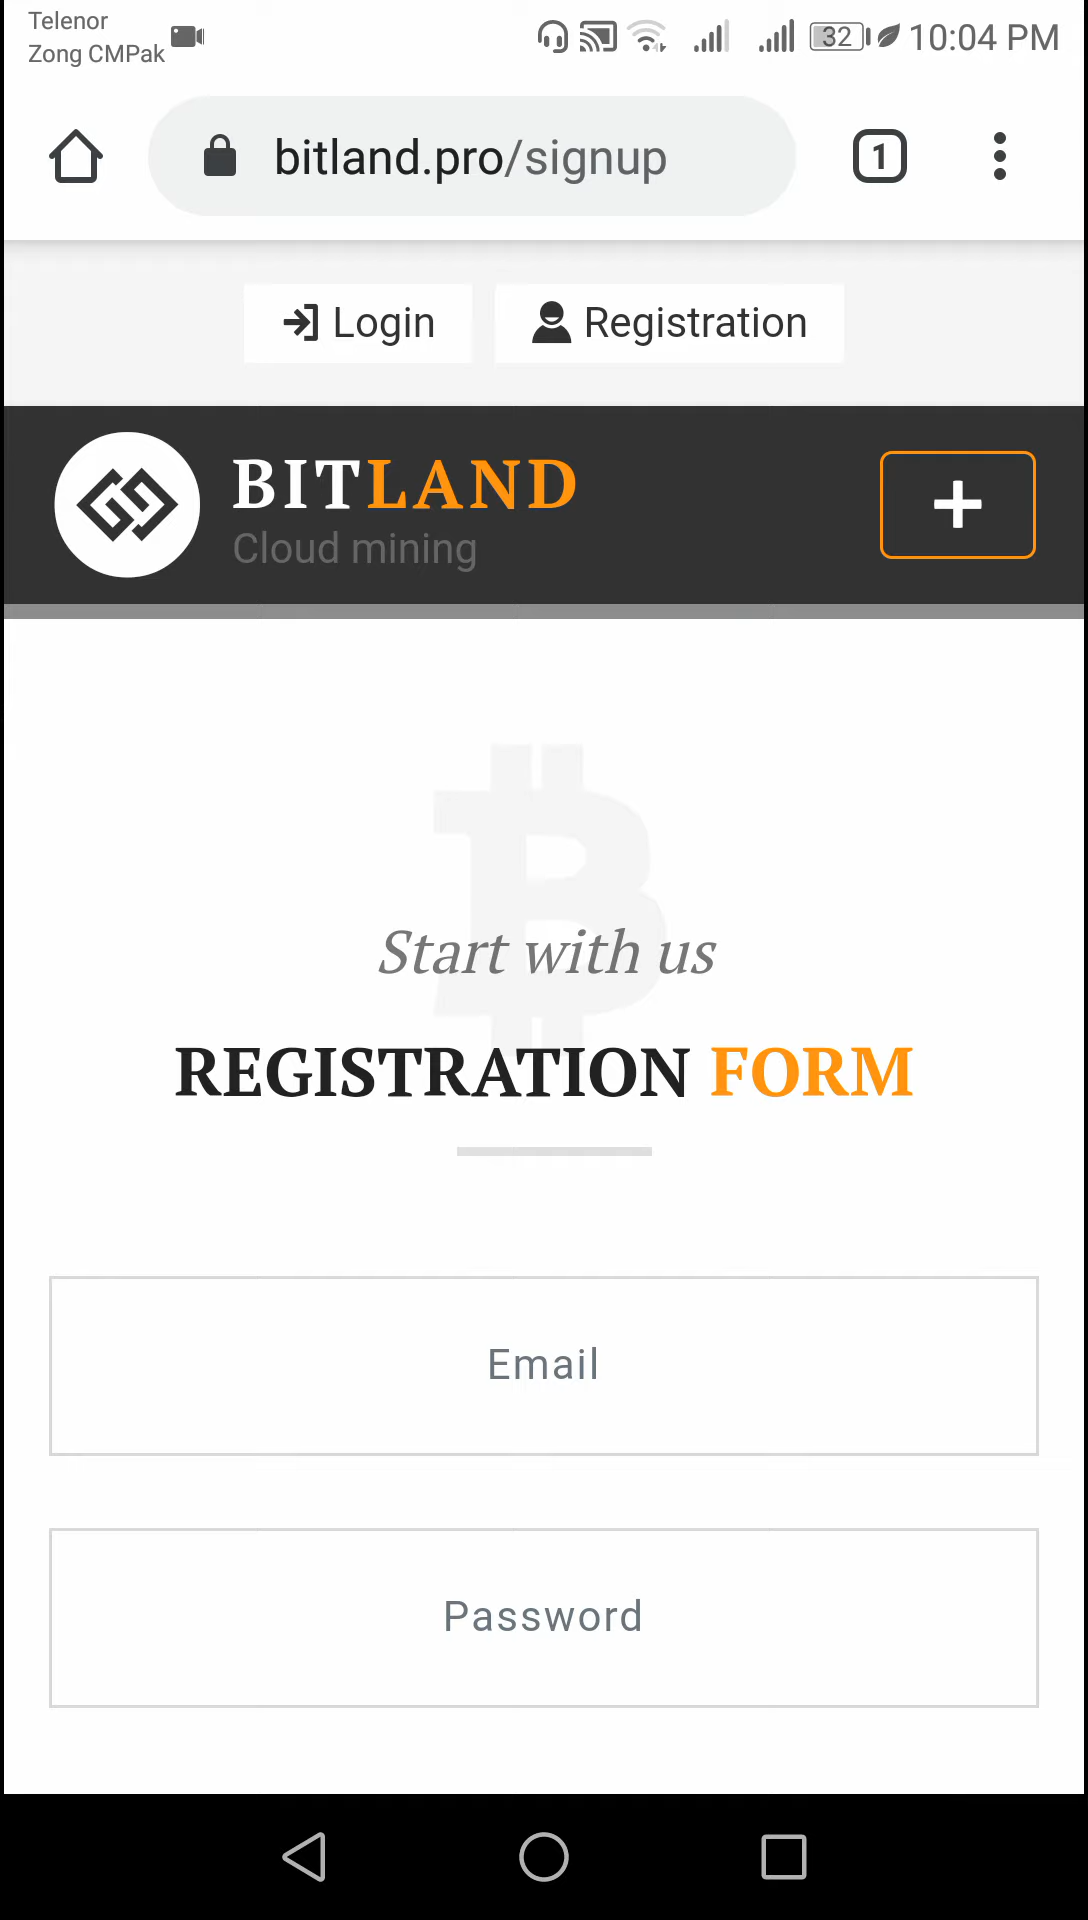 Telenor
Zong CMPak
32
10:04 PM
bitland.pro/signup
1
Login
Registration
BITLAND
Cloud mining
Start with us
REGISTRATION FORM
Email
Password